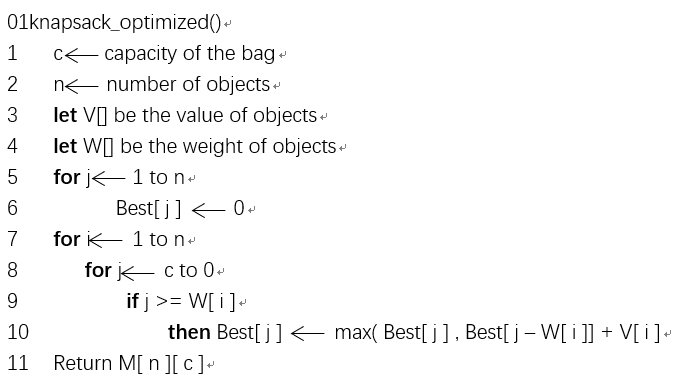 01knapsack_optimized()
1 c← capacity of the bag
2 n← number of objects
3 let V[] be the value of objects
4 let W[] be the weight of objects
5 for j← 1 to n
6 Best[ j ] ← 0
7 for i← 1 to n
8 for j← c to 0
9 if j >= W[ i ]
10 then Best[ j ] ← max( Best[ j ] , Best[ j – W[ i ]] + V[ i ]
11 Return M[ n ][ c ]